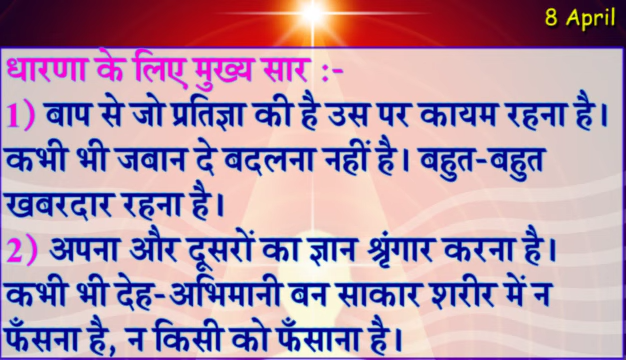 8 April
धारणा के लिए मुख्य सार :-
1) बाप से जो प्रतिज्ञा की है उस पर कायम रहना है।
कभी भी जबान दे बदलना नहीं है। बहुत-बहुत
खबरदार रहना है।
2) अपना और दूसरों का ज्ञान श्रृंगार करना है।
कभी भी देह-अभिमानी बन साकार शरीर में न
फँसना है, न किसी को फँसाना है।